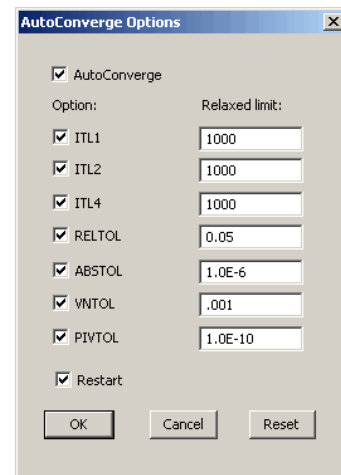 AutoConverge Options
AutoConverge
Option: Relaxed limit:
ITL1 1000
ITL2 1000
ITL4 1000
RELTOL 0.05
ABSTOL 1.0E-6
VNTOL .001
PIVTOL 1.0E-10
Restart
OK Cancel Reset